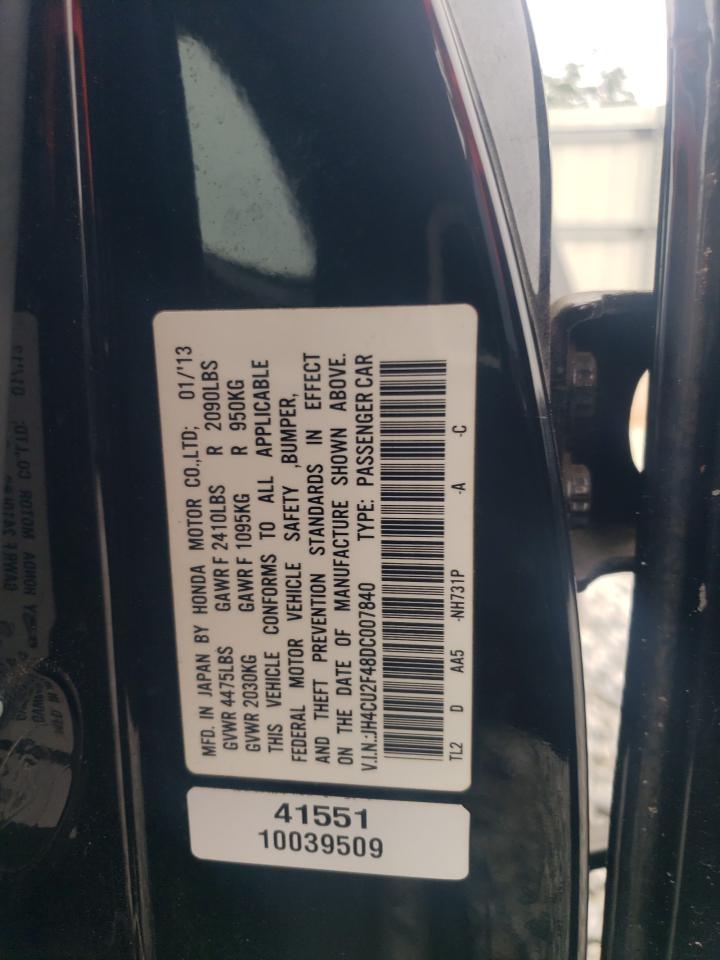 MFD. IN JAPAN BY HONDA MOTOR CO.,LTD; 01/'13
GVWR 4475LBS GAWR F 2410LBS R 2090LBS
GVWR 2030KG GAWR F 1095KG R 950KG
THIS VEHICLE CONFORMS TO ALL APPLICABLE
FEDERAL MOTOR VEHICLE SAFETY ,BUMPER,
AND THEFT PREVENTION STANDARDS IN EFFECT
ON THE DATE OF MANUFACTURE SHOWN ABOVE.
V.I.N.:JH4CU2F48DC007840 TYPE: PASSENGER CAR
TL2 D AA5 -NH731P -A -C
41551
10039509